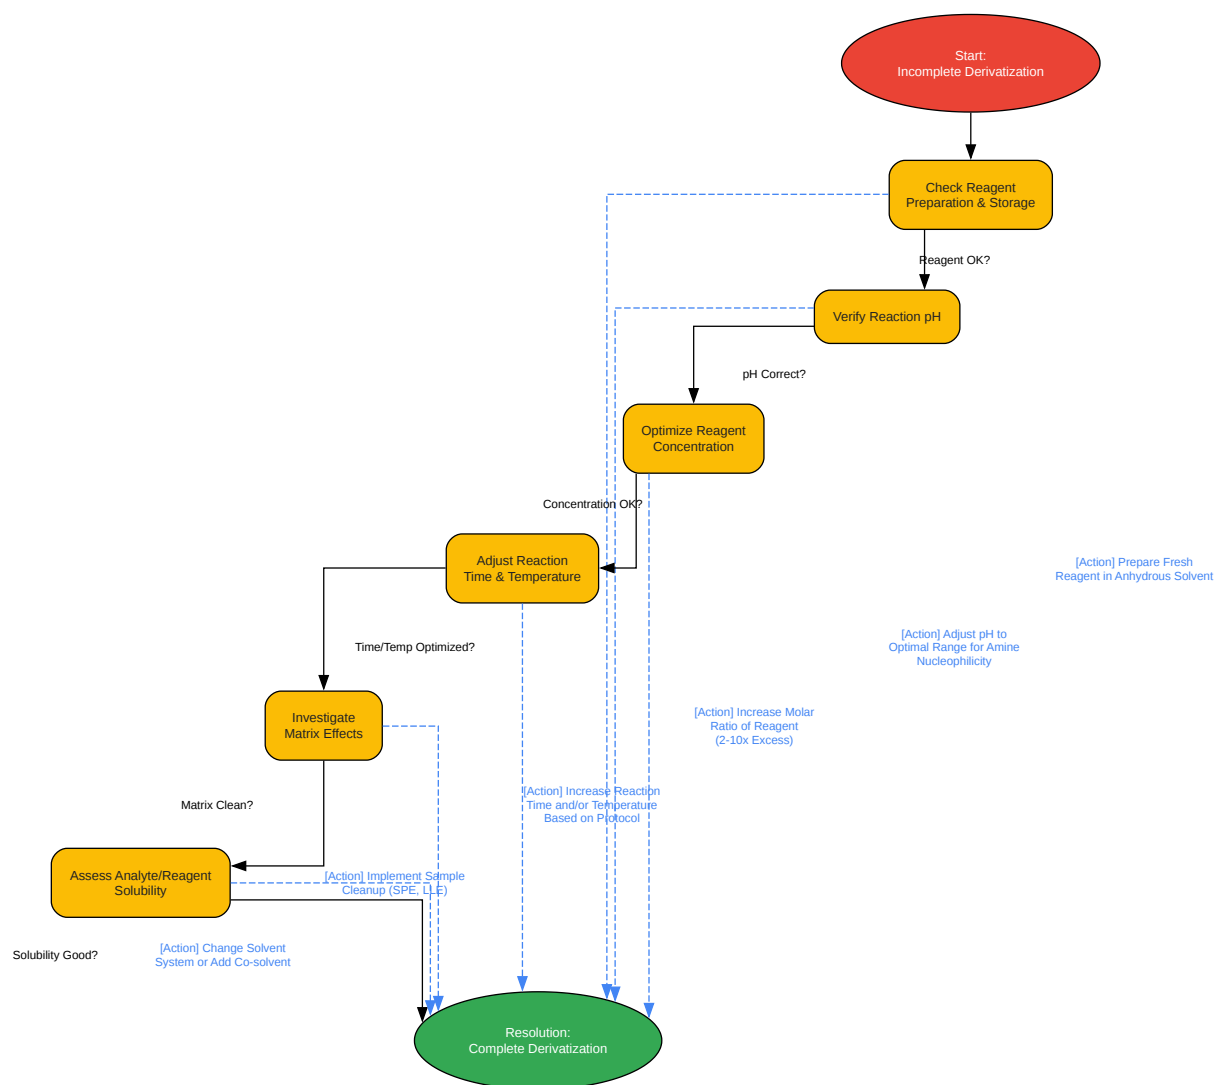 Start:
Incomplete Derivatization
Check Reagent
Preparation & Storage
Reagent OK?
Verify Reaction pH
pH Correct?
Optimize Reagent
Concentration
Concentration OK?
Adjust Reaction
Time & Temperature
[Action] Prepare Fresh
Reagent in Anhydrous Solvent
[Action] Adjust pH to
Optimal Range for Amine
Nucleophilicity
Time/Temp Optimized?
Investigate
Matrix Effects
[Action] Increase Molar
Ratio of Reagent
(2-10x Excess)
Matrix Clean?
[Action] Increase Reaction
Time and/or Temperature
Based on Protocol
Assess Analyte/Reagent
Solubility
[Action] Implement Sample
Cleanup (SPE, LLE)
Solubility Good?
[Action] Change Solvent
System or Add Co-solvent
Resolution:
Complete Derivatization